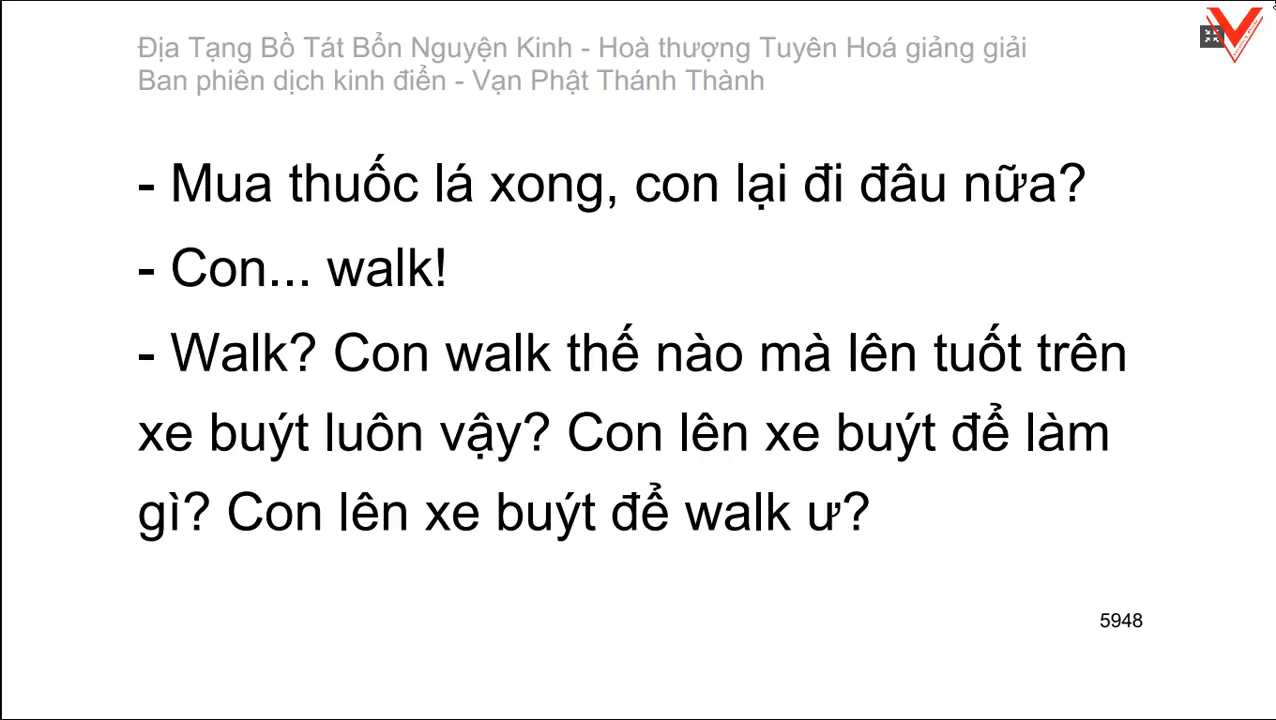 Địa Tạng Bồ Tát Bổn Nguyện Kinh - Hoà thượng Tuyên Hoá giảng giải
Ban phiên dịch kinh điển - Vạn Phật Thánh Thành
- Mua thuốc lá xong, con lại đi đâu nữa?
- Con... walk!
- Walk? Con walk thế nào mà lên tuốt trên
xe buýt luôn vậy? Con lên xe buýt để làm
gì? Con lên xe buýt để walk ư?
5948